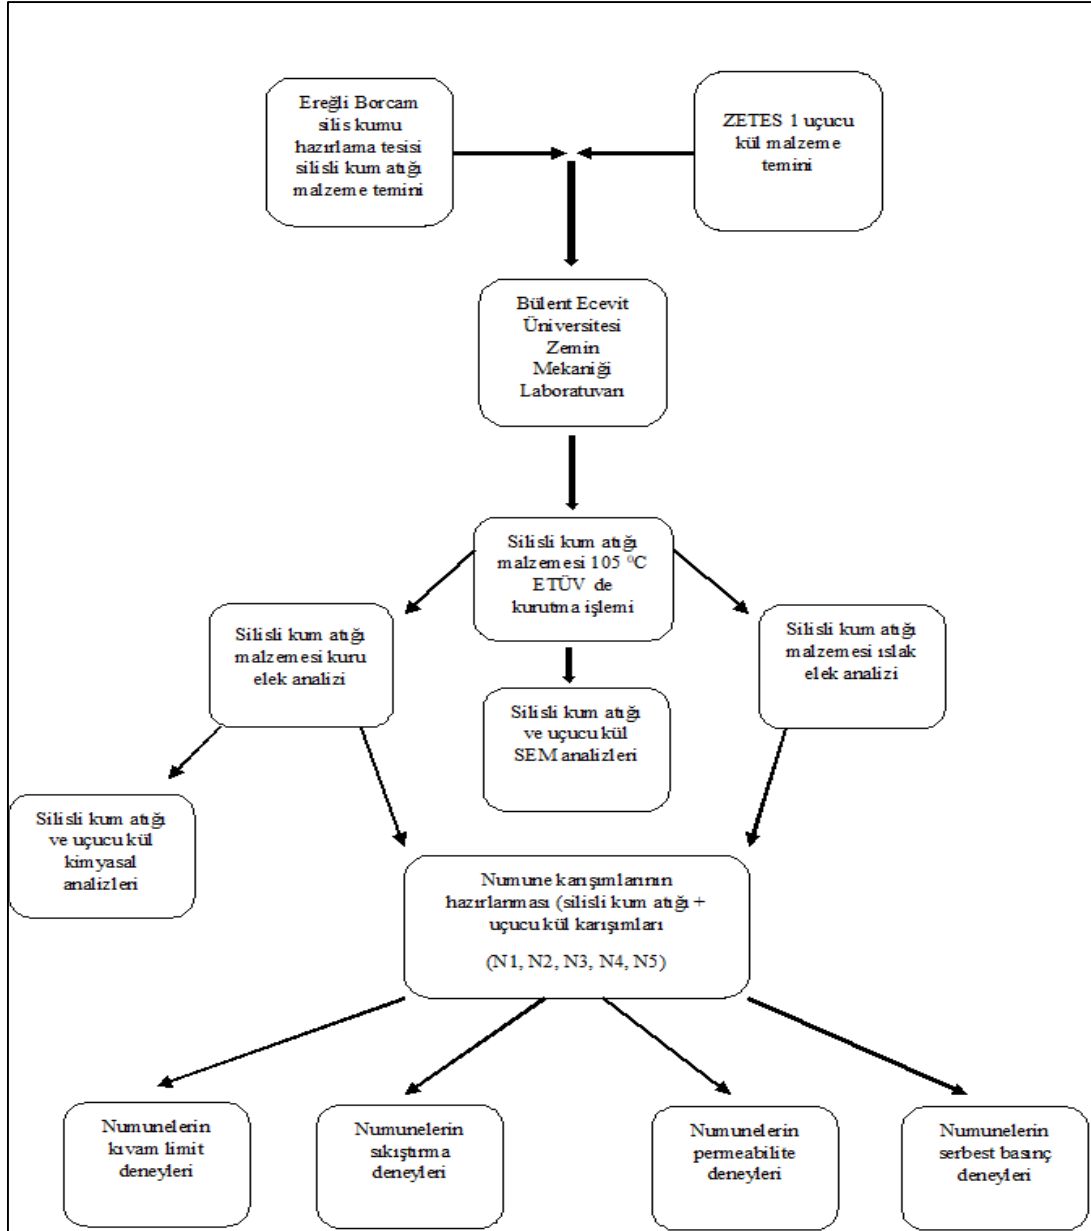 Ereğli Borcam
silis kumu
hazırlama tesisi
silisli kum atığı
malzeme temini
ZETES 1 uçucu
kül malzeme
temini
Bülent Ecevit
Üniversitesi
Zemin
Mekaniği
Laboratuvarı
Silisli kum atığı
malzemesi 105 °C
ETÜV de
kurutma işlemi
Silisli kum atığı
malzemesi kuru
elek analizi
Silisli kum atığı
malzemesi ıslak
elek analizi
Silisli kum atığı
ve uçucu kül
SEM analizleri
Silisli kum atığı
ve uçucu kül
kimyasal
analizleri
Numune karışımlarının
hazırlanması (silisli kum atığı +
uçucu kül karışımları
(N1, N2, N3, N4, N5)
Numunelerin
kıvam limit
deneyleri
Numunelerin
sıkıştırma
deneyleri
Numunelerin
permeabilite
deneyleri
Numunelerin
serbest basınç
deneyleri